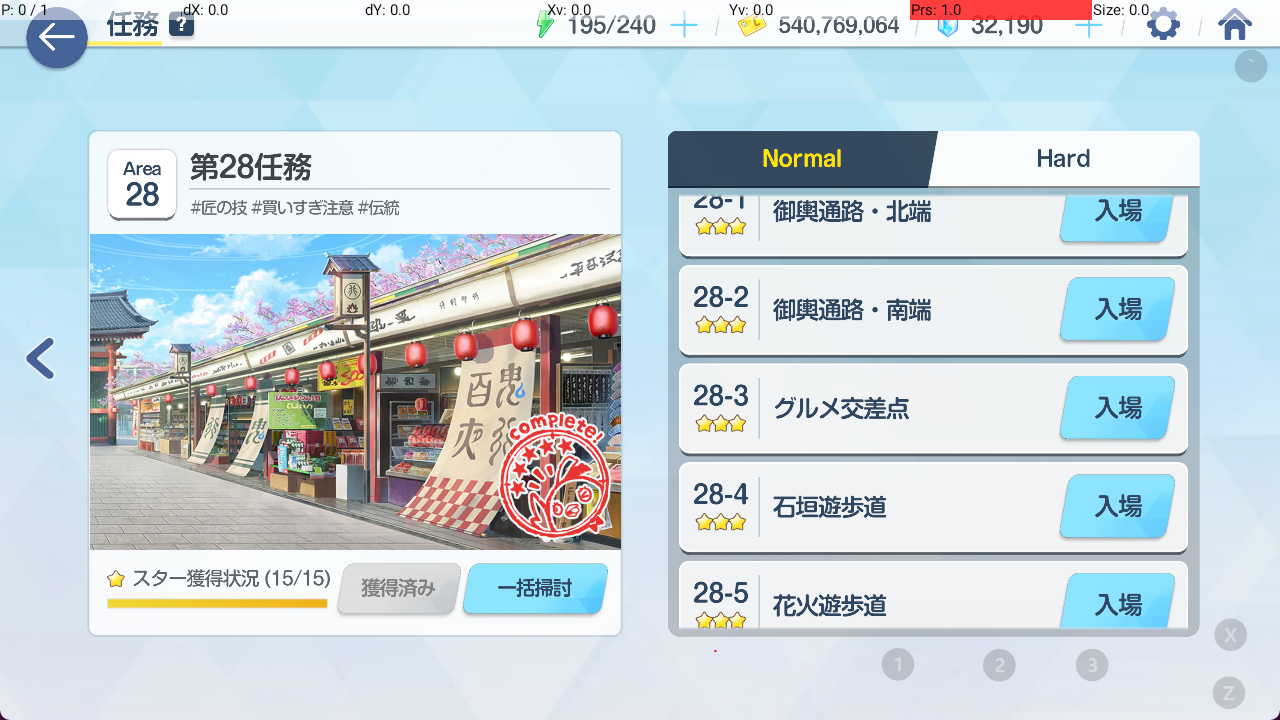 P: 0 / 1
dX: 0.0
dY: 0.0
Xv: 0.0
Yv: 0.0
Prs: 1.0
Size: 0.0
任務
?
195/240
540,769,064
32,190
Area
28
第28任務
#匠の技 #買いすぎ注意 #伝統
complete!
スター獲得状況 (15/15)
獲得済み
一括掃討
Normal
Hard
28-1
御輿通路・北端
入場
28-2
御輿通路・南端
入場
28-3
グルメ交差点
入場
28-4
石垣遊歩道
入場
28-5
花火遊歩道
入場
1
2
3
X
Z